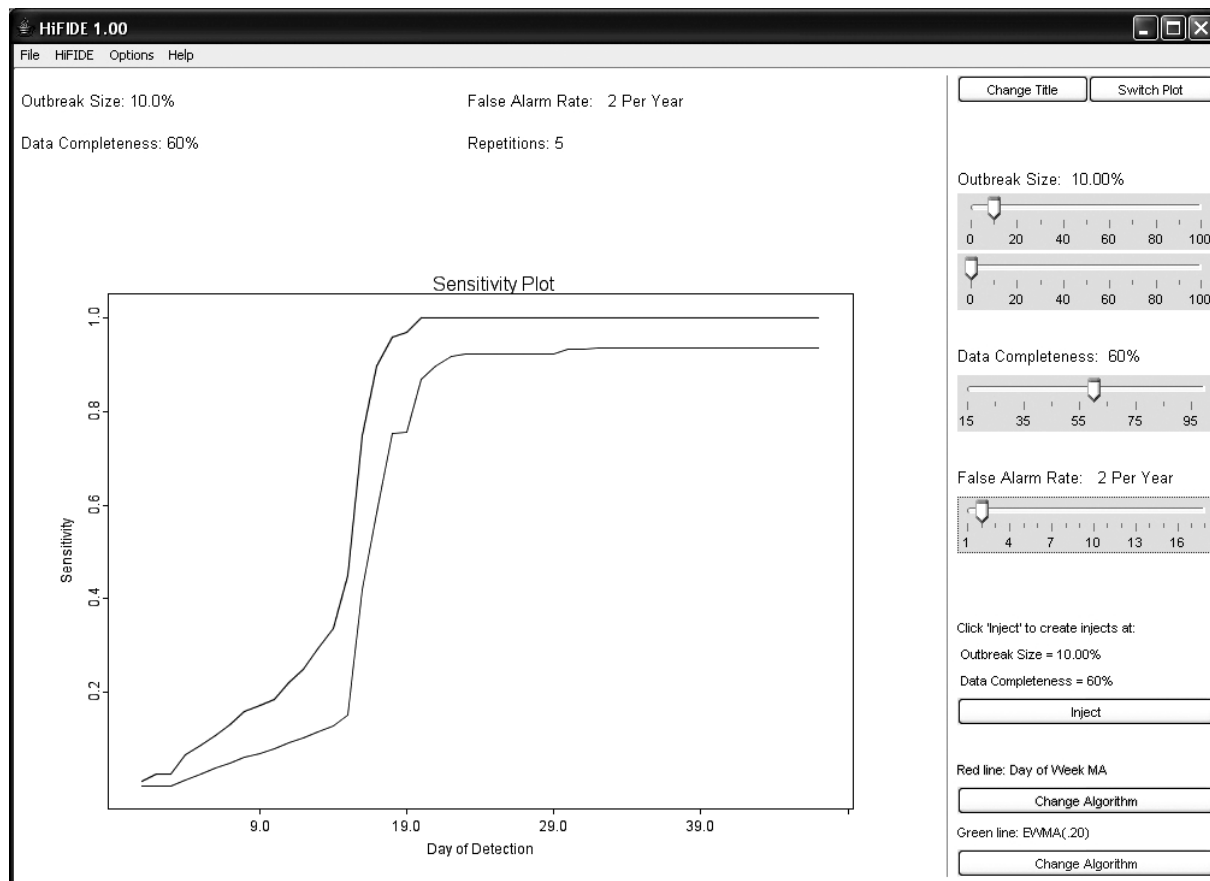 HiFIDE 1.00
File HiFIDE Options Help
Outbreak Size: 10.0% False Alarm Rate: 2 Per Year
Data Completeness: 60% Repetitions: 5
Sensitivity Plot
1.0
0.8
0.6
0.4
0.2
Sensitivity
9.0 19.0 29.0 39.0
Day of Detection
Change Title Switch Plot
Outbreak Size: 10.00%
0 20 40 60 80 100
0 20 40 60 80 100
Data Completeness: 60%
15 35 55 75 95
False Alarm Rate: 2 Per Year
1 4 7 10 13 16
Click 'Inject' to create injects at:
Outbreak Size = 10.00%
Data Completeness = 60%
Inject
Red line: Day of Week MA
Change Algorithm
Green line: EWMA(.20)
Change Algorithm